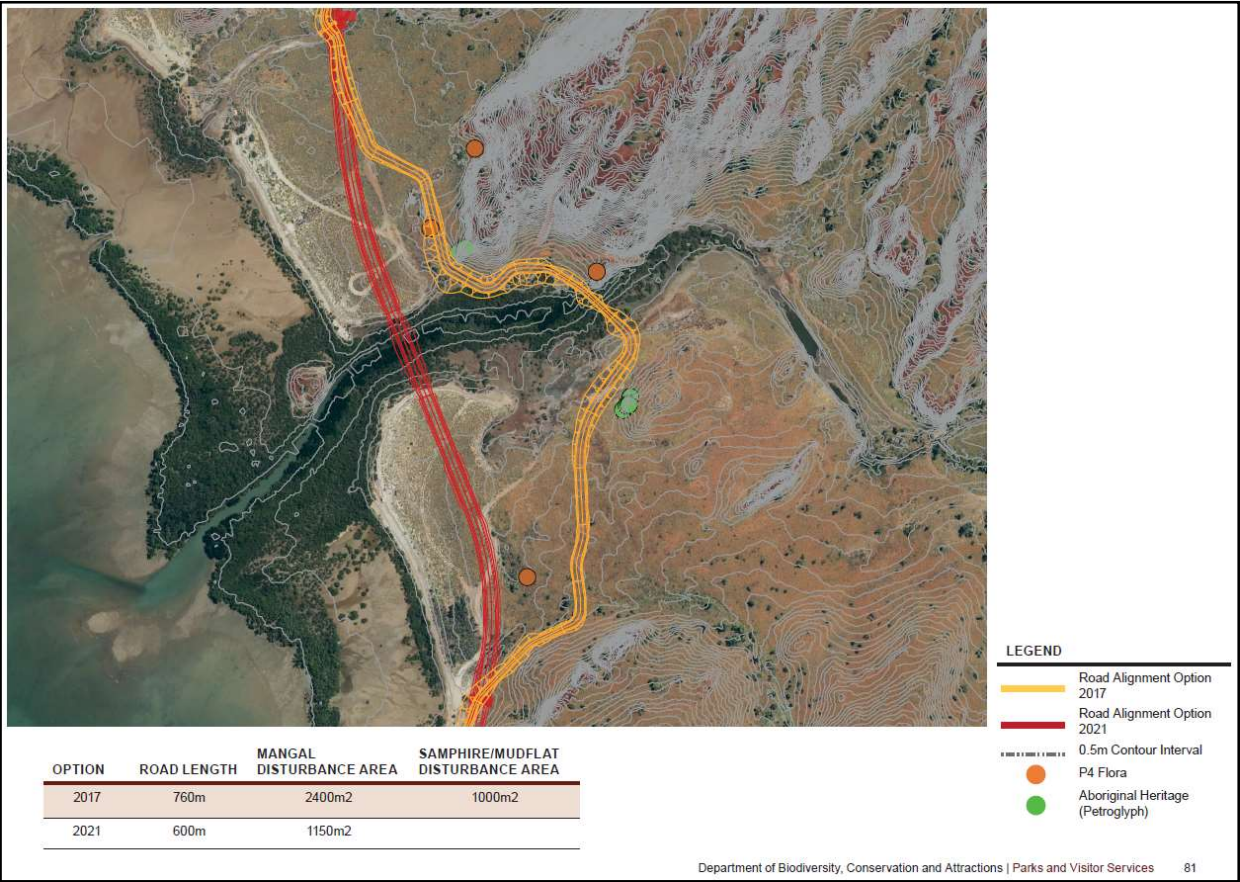 LEGEND
Road Alignment Option
2017
Road Alignment Option
2021
0.5m Contour Interval
P4 Flora
Aboriginal Heritage
(Petroglyph)
OPTION ROAD LENGTH MANGAL DISTURBANCE AREA SAMPHIRE/MUDFLAT DISTURBANCE AREA
2017 760m 2400m2 1000m2
2021 600m 1150m2
Department of Biodiversity, Conservation and Attractions | Parks and Visitor Services 81